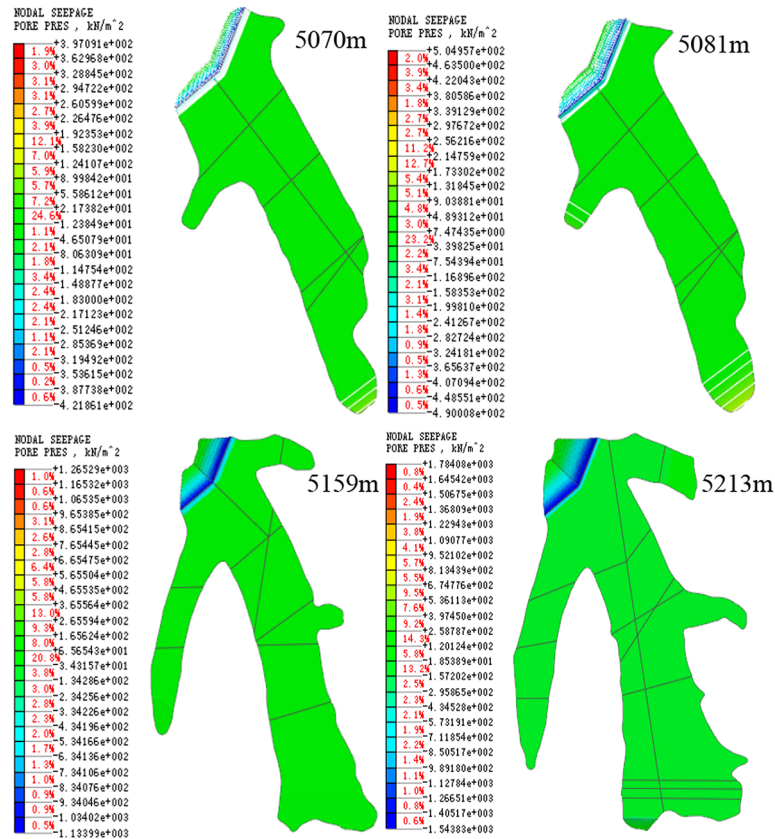 NODAL SEEPAGE
PORE PRES , kN/m^2
+3.97091e+002
1.9%
+3.62968e+002
3.0%
+3.28845e+002
3.1%
+2.94722e+002
3.1%
+2.60599e+002
2.7%
+2.26476e+002
3.9%
+1.92353e+002
12.1%
+1.58230e+002
7.0%
+1.24107e+002
5.9%
+8.99842e+001
5.7%
+5.58612e+001
7.2%
+2.17382e+001
24.6%
-1.23849e+001
1.1%
-4.65079e+001
2.1%
-8.06309e+001
1.8%
-1.14754e+002
3.4%
-1.48877e+002
2.4%
-1.83000e+002
2.4%
-2.17123e+002
2.1%
-2.51246e+002
1.1%
-2.85369e+002
2.1%
-3.19492e+002
0.5%
-3.53615e+002
0.2%
-3.87738e+002
0.6%
-4.21861e+002
5070m
NODAL SEEPAGE
PORE PRES , kN/m^2
+5.04957e+002
2.0%
+4.63500e+002
3.9%
+4.22043e+002
3.4%
+3.80586e+002
1.8%
+3.39129e+002
2.7%
+2.97672e+002
2.7%
+2.56216e+002
11.2%
+2.14759e+002
12.7%
+1.73302e+002
5.4%
+1.31845e+002
5.1%
+9.03881e+001
4.8%
+4.89312e+001
3.0%
+7.47435e+000
23.2%
-3.39825e+001
2.2%
-7.54394e+001
3.4%
-1.16896e+002
2.1%
-1.58353e+002
3.1%
-1.99810e+002
1.4%
-2.41267e+002
1.8%
-2.82724e+002
0.9%
-3.24181e+002
0.5%
-3.65637e+002
1.3%
-4.07094e+002
0.6%
-4.48551e+002
0.5%
-4.90008e+002
5081m
NODAL SEEPAGE
PORE PRES , kN/m^2
+1.26529e+003
1.0%
+1.16532e+003
0.6%
+1.06535e+003
0.6%
+9.65385e+002
3.1%
+8.65415e+002
2.6%
+7.65445e+002
2.8%
+6.65475e+002
6.4%
+5.65504e+002
5.8%
+4.65535e+002
5.8%
+3.65564e+002
13.0%
+2.65594e+002
9.3%
+1.65624e+002
8.0%
+6.56543e+001
20.8%
-3.43157e+001
3.8%
-1.34286e+002
3.0%
-2.34256e+002
2.8%
-3.34226e+002
2.3%
-4.34196e+002
2.0%
-5.34166e+002
1.7%
-6.34136e+002
1.3%
-7.34106e+002
1.0%
-8.34076e+002
0.9%
-9.34046e+002
0.9%
-1.03402e+003
0.5%
-1.13399e+003
5159m
NODAL SEEPAGE
PORE PRES , kN/m^2
+1.78408e+003
0.8%
+1.64542e+003
0.4%
+1.50675e+003
2.4%
+1.36809e+003
1.9%
+1.22943e+003
3.8%
+1.09077e+003
4.1%
+9.52102e+002
5.7%
+8.13439e+002
5.5%
+6.74776e+002
9.5%
+5.36113e+002
7.6%
+3.97450e+002
9.2%
+2.58787e+002
14.3%
+1.20124e+002
5.8%
-1.85389e+001
13.2%
-1.57202e+002
2.5%
-2.95865e+002
2.3%
-4.34528e+002
2.1%
-5.73191e+002
1.9%
-7.11854e+002
2.2%
-8.50517e+002
1.4%
-9.89180e+002
1.1%
-1.12784e+003
1.0%
-1.26651e+003
0.8%
-1.40517e+003
0.6%
-1.54383e+003
5213m